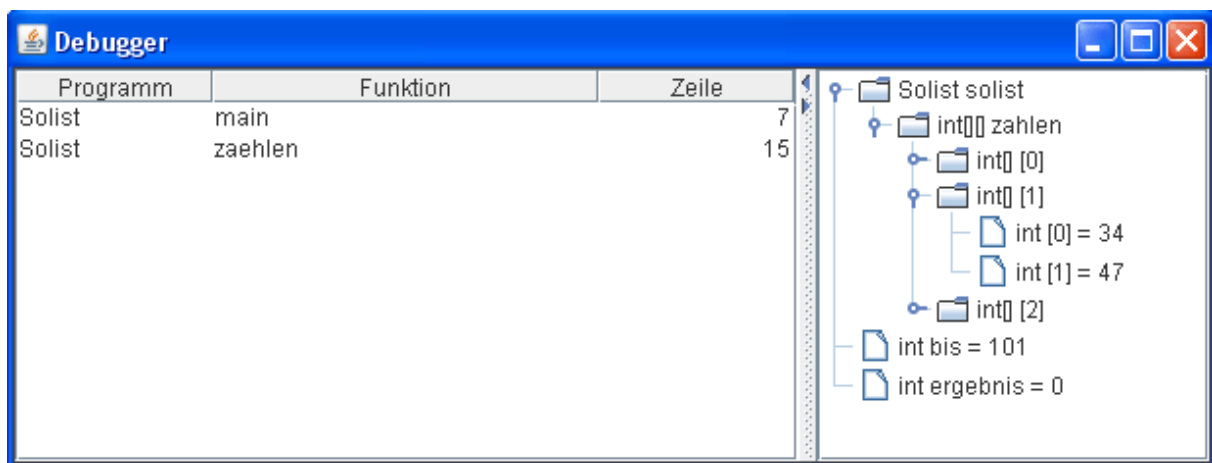 Debugger
Programm Funktion Zeile
Solist main 7
Solist zaehlen 15
Solist solist
int[][] zahlen
int[] [0]
int[] [1]
int [0] = 34
int [1] = 47
int[] [2]
int bis = 101
int ergebnis = 0